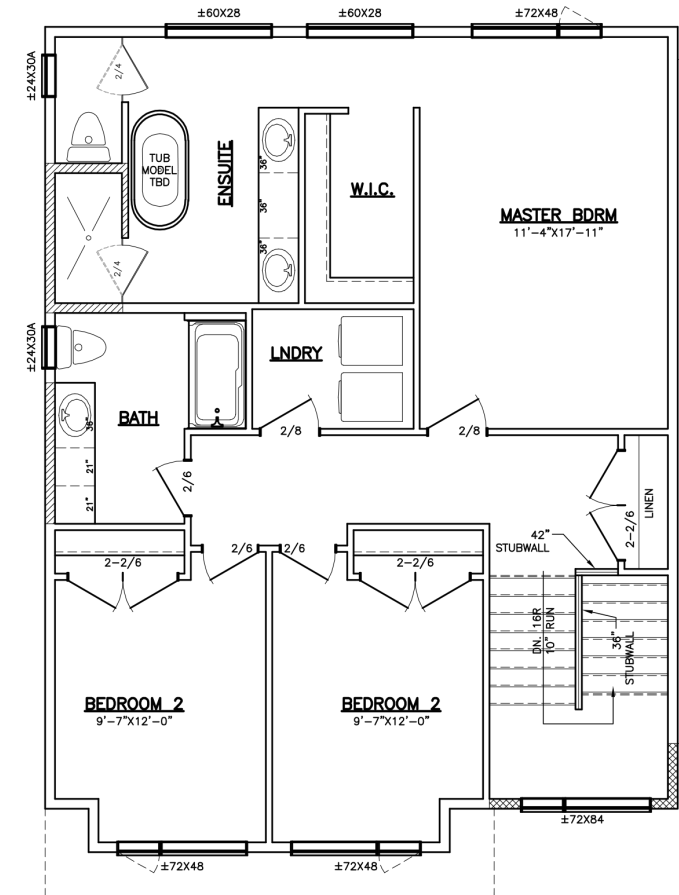 ±60X28
±60X28
±72X48
±24X30A
2/4
TUB
MODEL
TBD
ENSUITE
36"
36"
36"
W.I.C.
MASTER BDRM
11'-4"X17'-11"
2/4
±24X30A
LNDRY
BATH
36"
21"
21"
2/8
2/8
2/6
LINEN
2-2/6
42"
STUBWALL
2-2/6
2/6
2/6
2-2/6
DN. 16R
10" RUN
36"
STUBWALL
BEDROOM 2
9'-7"X12'-0"
BEDROOM 2
9'-7"X12'-0"
±72X84
±72X48
±72X48